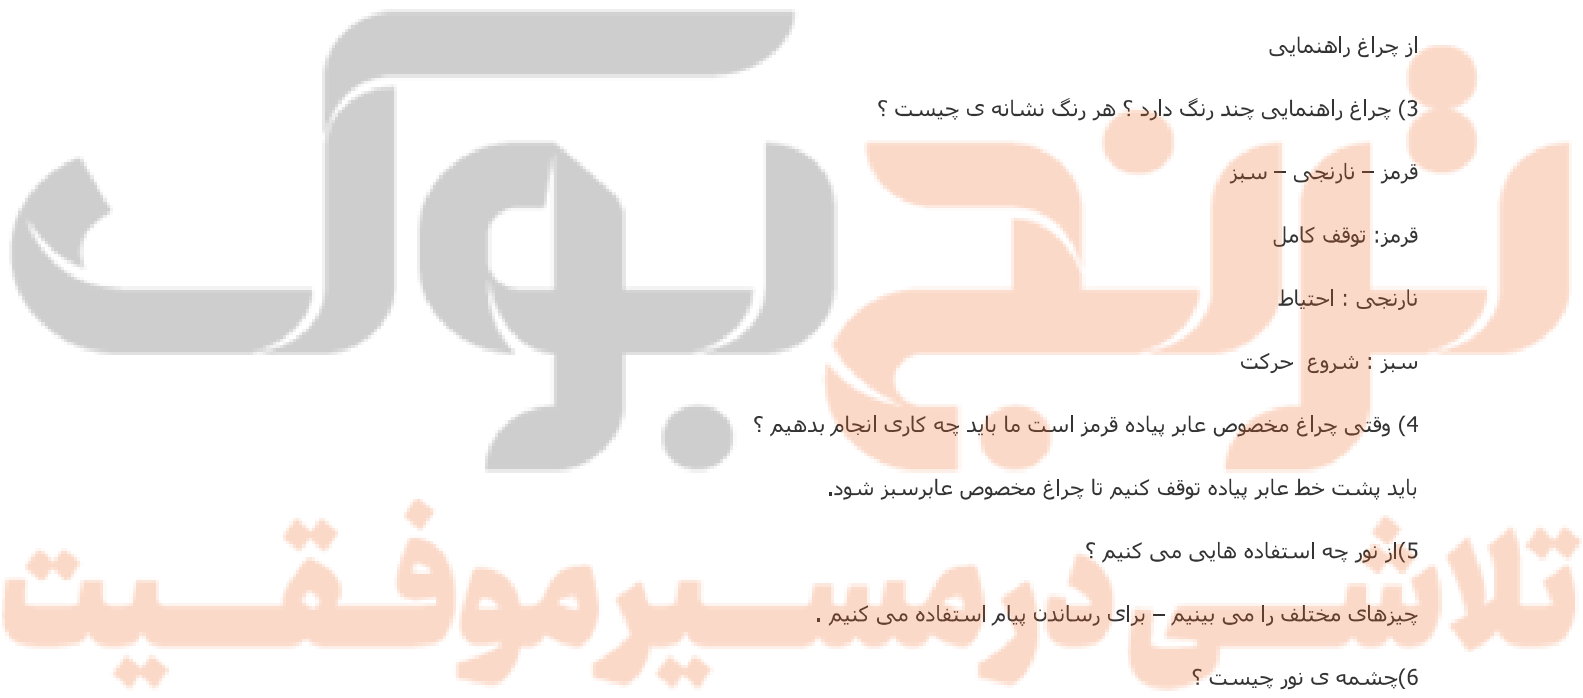 از چراغ راهنمایی
3) چراغ راهنمایی چند رنگ دارد ؟ هر رنگ نشانه ی چیست ؟
قرمز – نارنجی – سبز
قرمز: توقف کامل
نارنجی : احتیاط
سبز : شروع حرکت
4) وقتی چراغ مخصوص عابر پیاده قرمز است ما باید چه کاری انجام بدهیم ؟
باید پشت خط عابر پیاده توقف کنیم تا چراغ مخصوص عابرسبز شود.
5)از نور چه استفاده هایی می کنیم ؟
چیزهای مختلف را می بینیم – برای رساندن پیام استفاده می کنیم .
6)چشمه ی نور چیست ؟
ترنج بوک
تلاشی در مسیر موفقیت